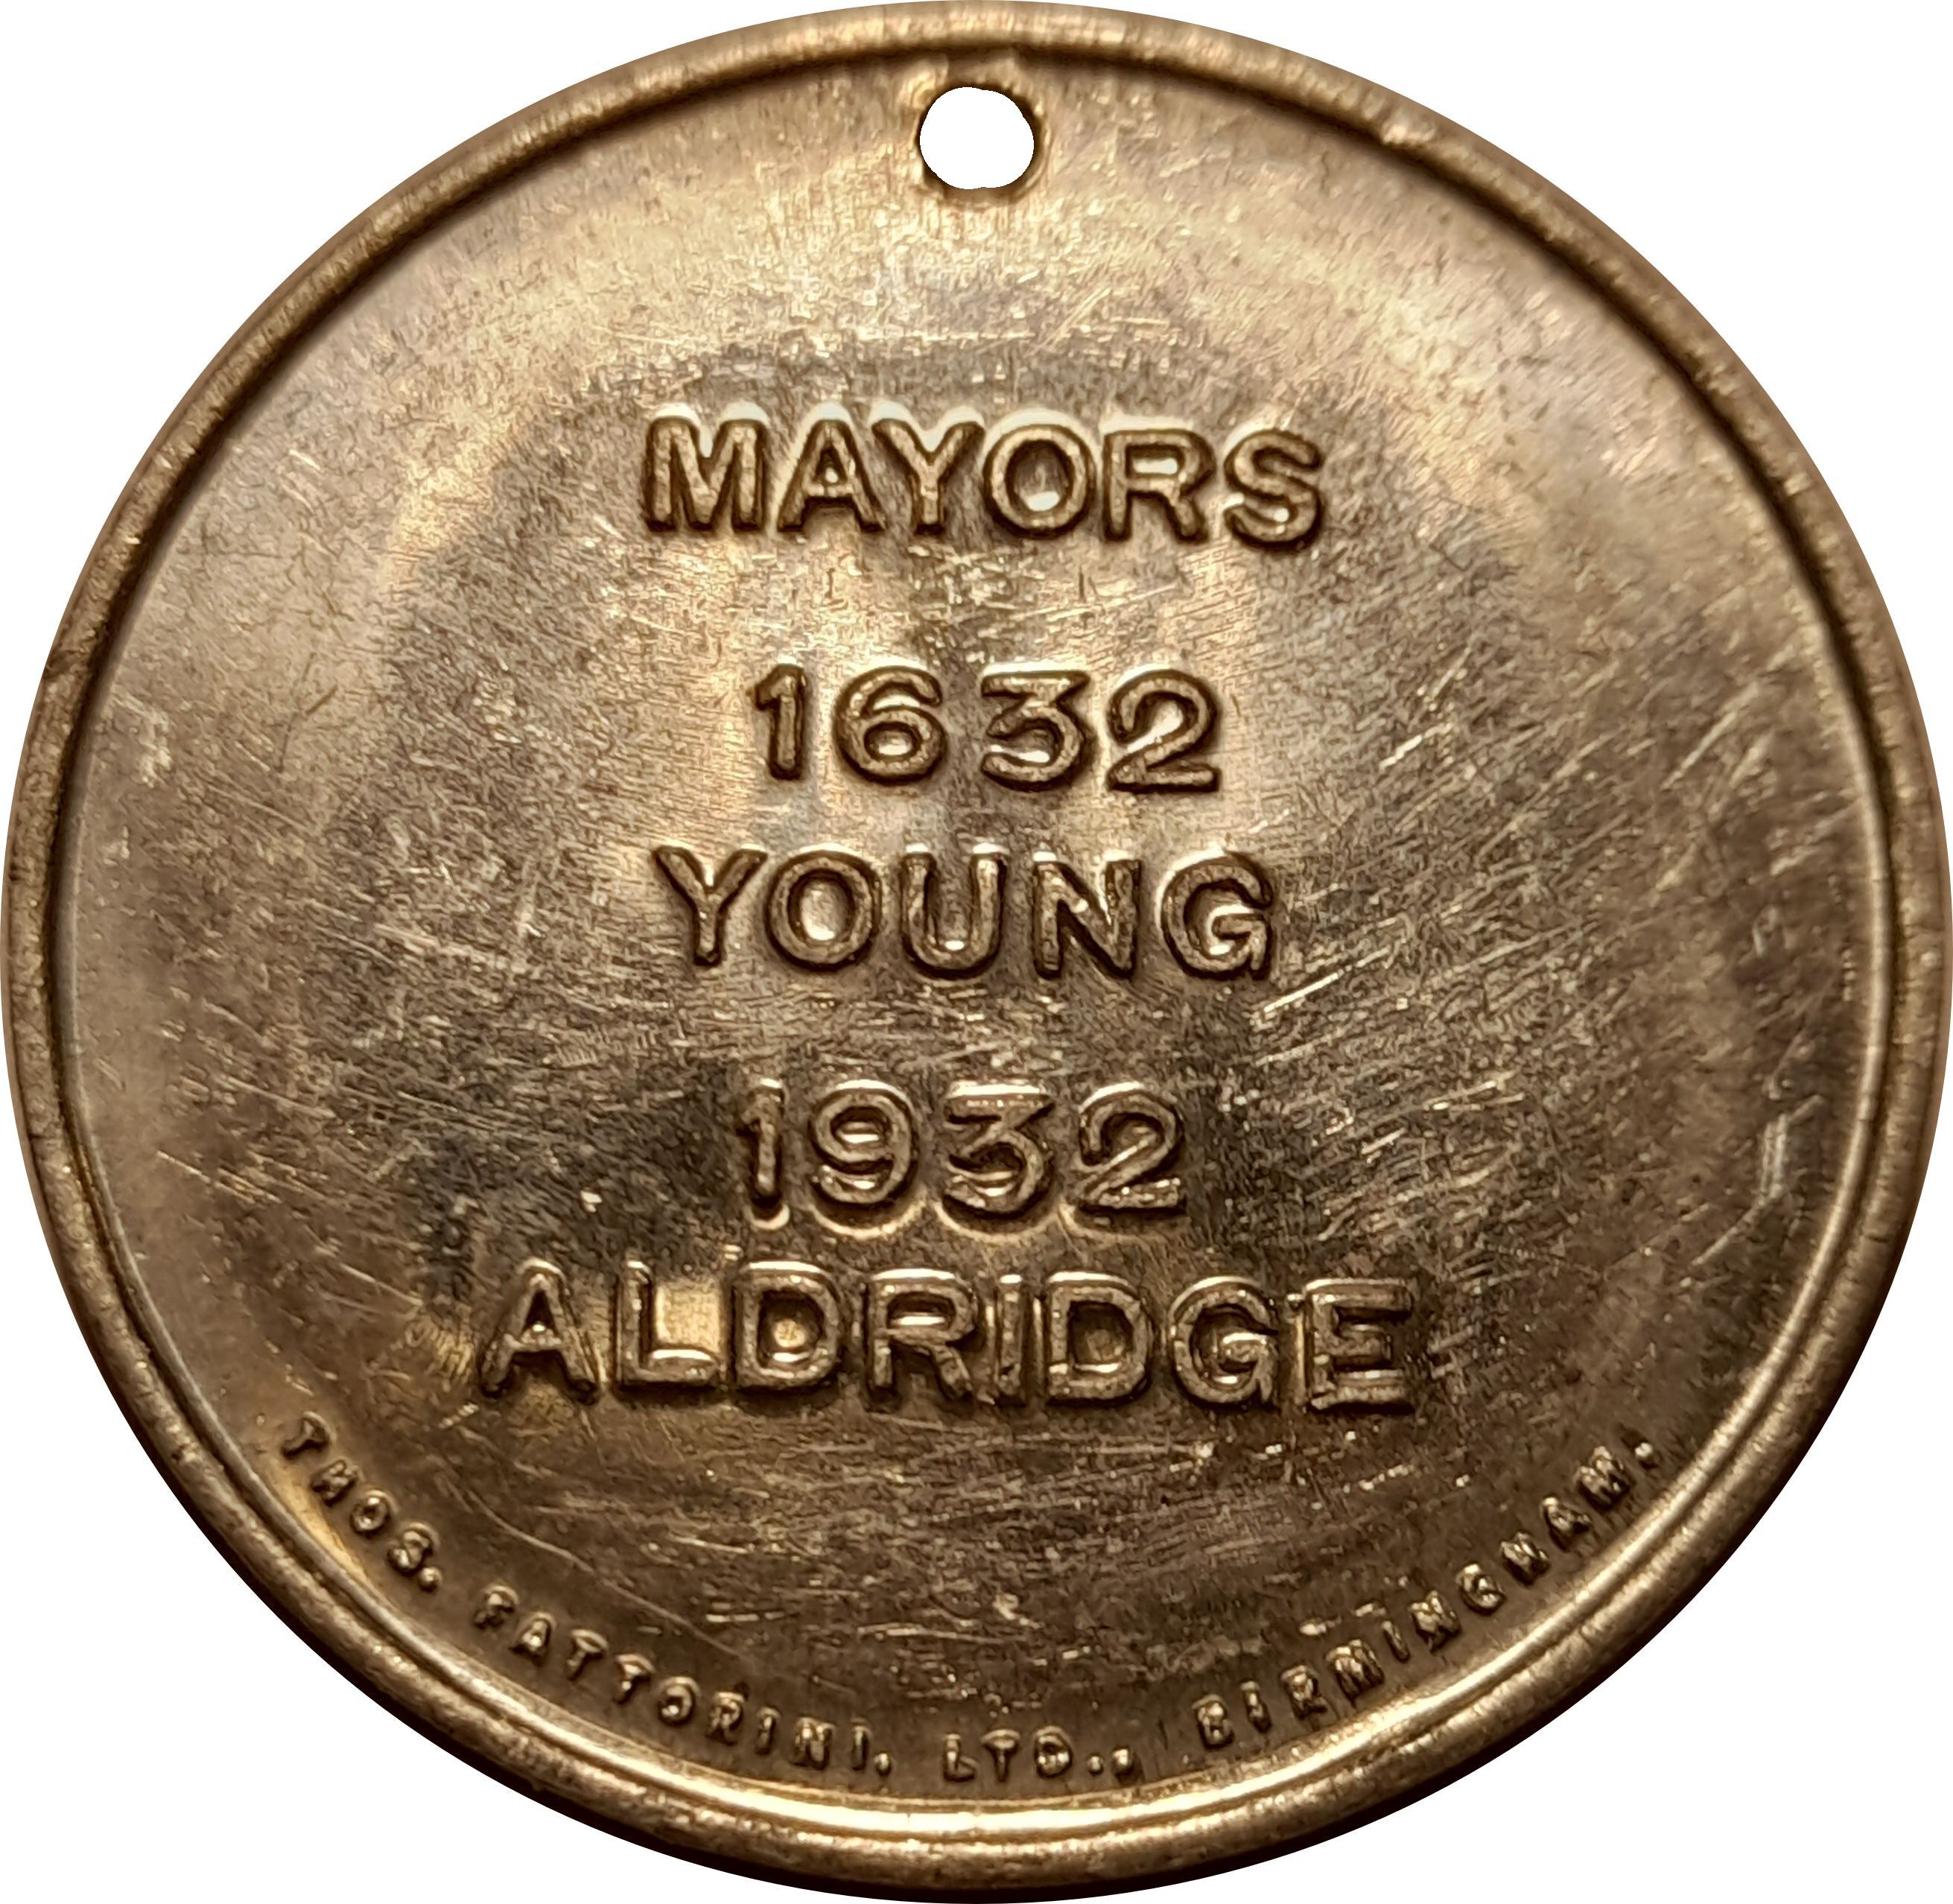 MAYORS
1632
YOUNG
1932
ALDRIDGE
THOS. FATTORINI. LTD., BIRMINGHAM.